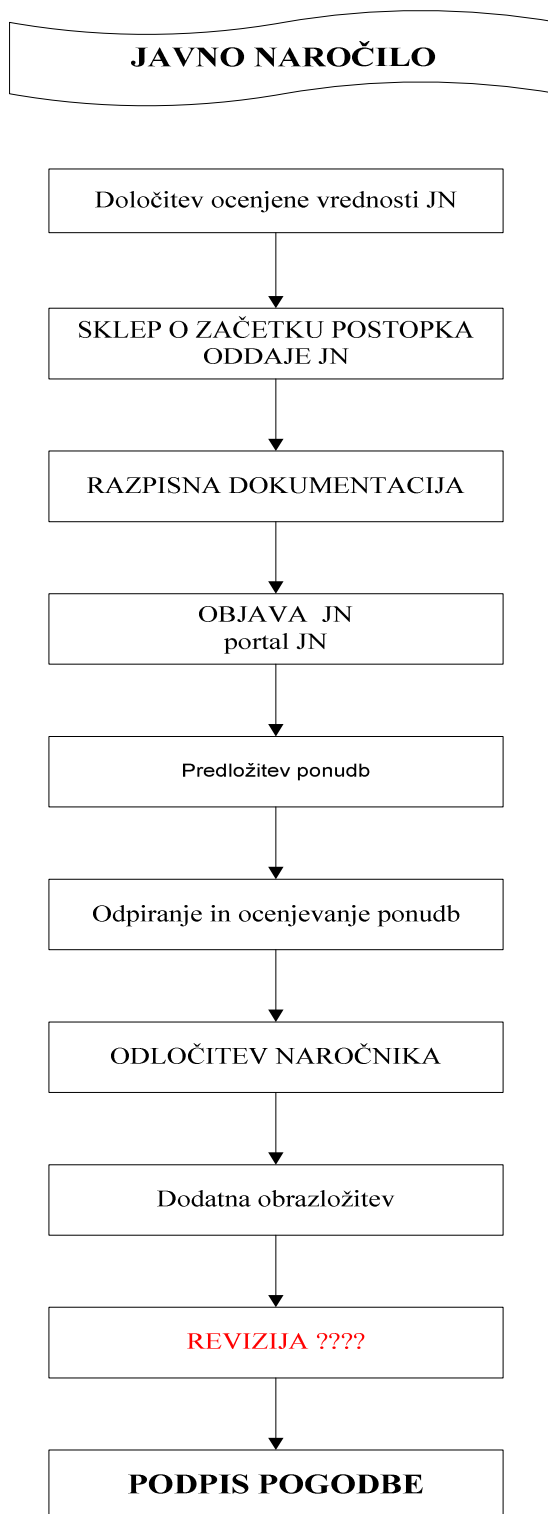 JAVNO NAROČILO
Določitev ocenjene vrednosti JN
SKLEP O ZAČETKU POSTOPKA
ODDAJE JN
RAZPISNA DOKUMENTACIJA
OBJAVA JN
portal JN
Predložitev ponudb
Odpiranje in ocenjevanje ponudb
ODLOČITEV NAROČNIKA
Dodatna obrazložitev
REVIZIJA ????
PODPIS POGODBE